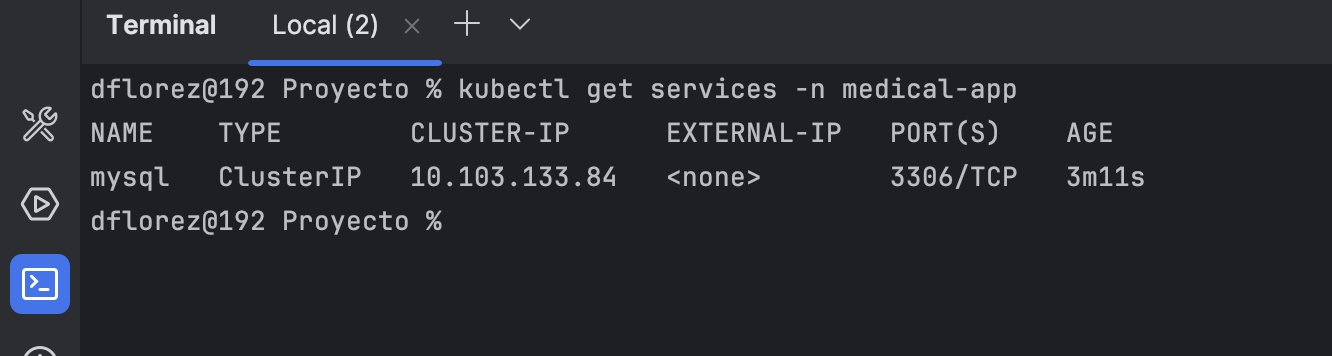 Terminal Local (2)
dflorez@192 Proyecto % kubectl get services -n medical-app
NAME TYPE CLUSTER-IP EXTERNAL-IP PORT(S) AGE
mysql ClusterIP 10.103.133.84 <none> 3306/TCP 3m11s
dflorez@192 Proyecto %